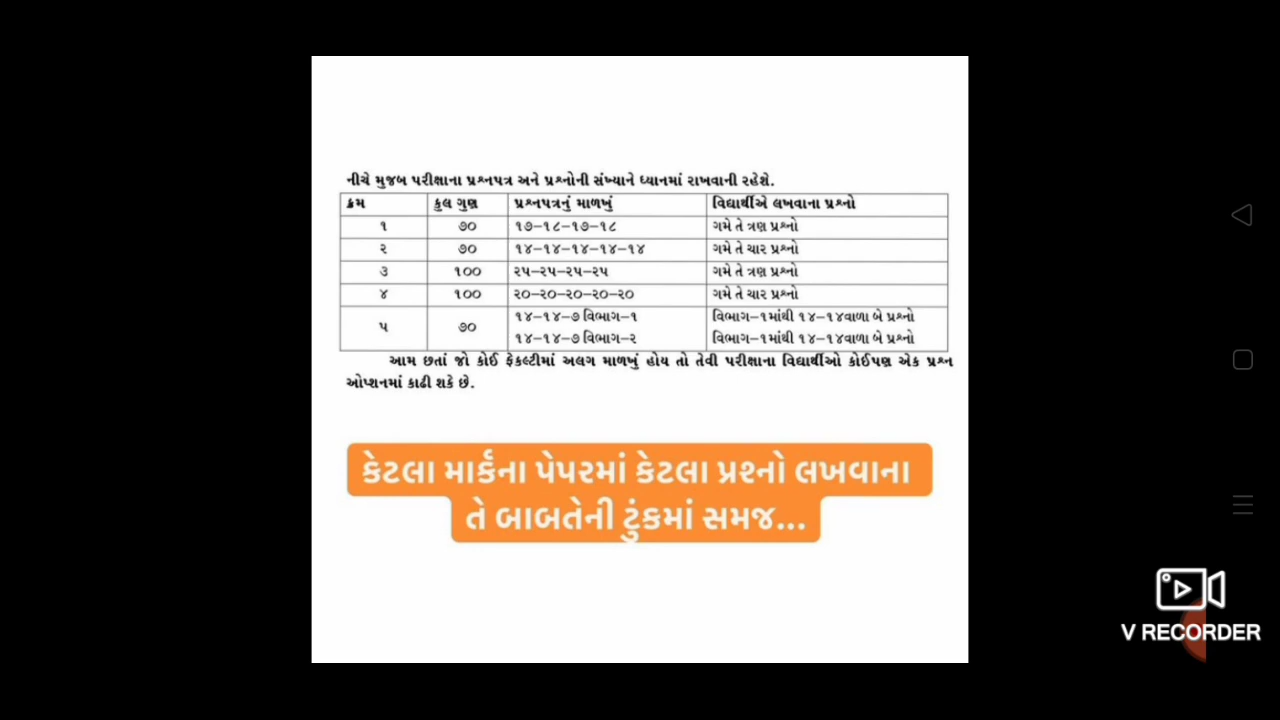 નીચે મુજબ પરીક્ષાના પ્રશ્નપત્ર અને પ્રશ્નોની સંખ્યાને ધ્યાનમાં રાખવાની રહેશે.
ક્રમ કુલ ગુણ પ્રશ્નપત્રનું માળખું વિદ્યાર્થીએ લખવાના પ્રશ્નો
૧ ૭૦ ૧૭–૧૮–૧૭–૧૮ ગમે તે ત્રણ પ્રશ્નો
૨ ૭૦ ૧૪–૧૪–૧૪–૧૪–૧૪ ગમે તે ચાર પ્રશ્નો
૩ ૧૦૦ ૨૫–૨૫–૨૫–૨૫ ગમે તે ત્રણ પ્રશ્નો
૪ ૧૦૦ ૨૦–૨૦–૨૦–૨૦–૨૦ ગમે તે ચાર પ્રશ્નો
૫ ૭૦ ૧૪–૧૪–૭ વિભાગ–૧ વિભાગ–૧માંથી ૧૪–૧૪વાળા બે પ્રશ્નો
૧૪–૧૪–૭ વિભાગ–૨ વિભાગ–૧માંથી ૧૪–૧૪વાળા બે પ્રશ્નો
આમ છતાં જો કોઈ ફેકલ્ટીમાં અલગ માળખું હોય તો તેવી પરીક્ષાના વિદ્યાર્થીઓ કોઈપણ એક પ્રશ્ન
ઓપ્શનમાં કાઢી શકે છે.
કેટલા માર્કંના પેપરમાં કેટલા પ્રશ્નો લખવાના
તે બાબતેની ટુંકમાં સમજ...
V RECORDER